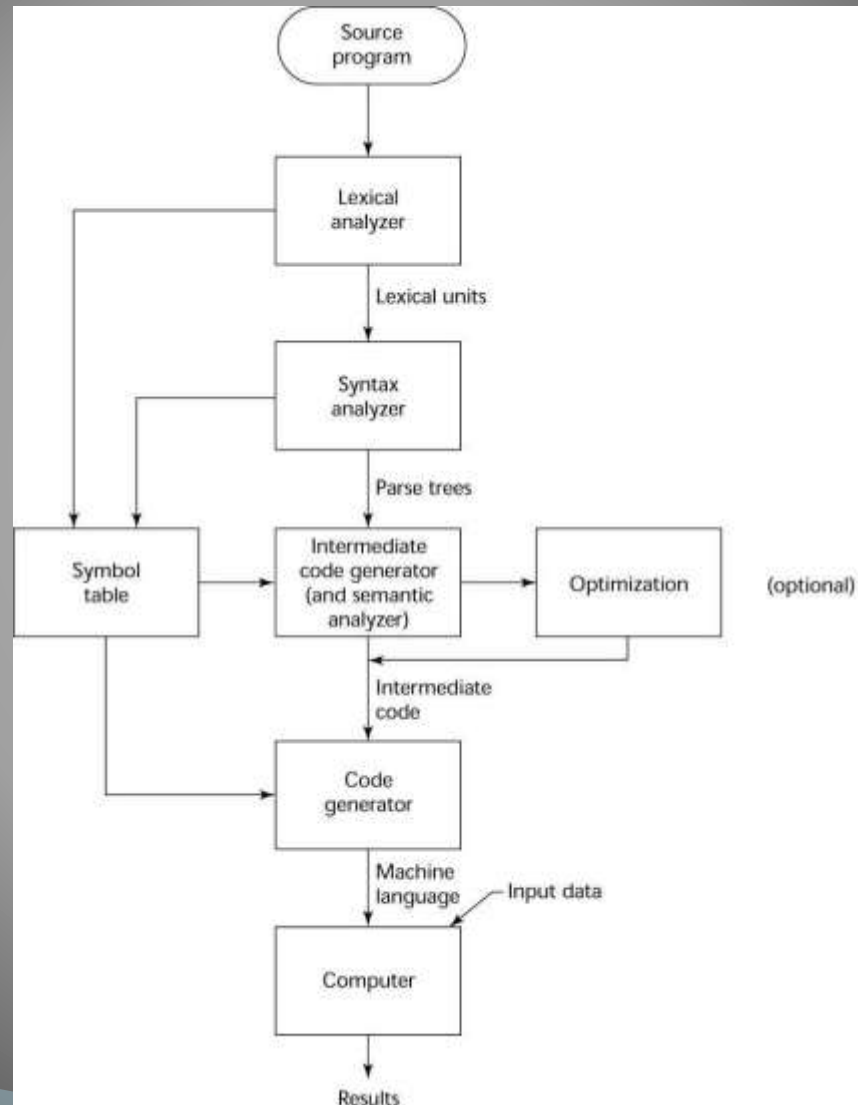 Source
program
Lexical
analyzer
Lexical units
Syntax
analyzer
Parse trees
Symbol
table
Intermediate
code generator
(and semantic
analyzer)
Optimization
(optional)
Intermediate
code
Code
generator
Machine
language
Input data
Computer
Results